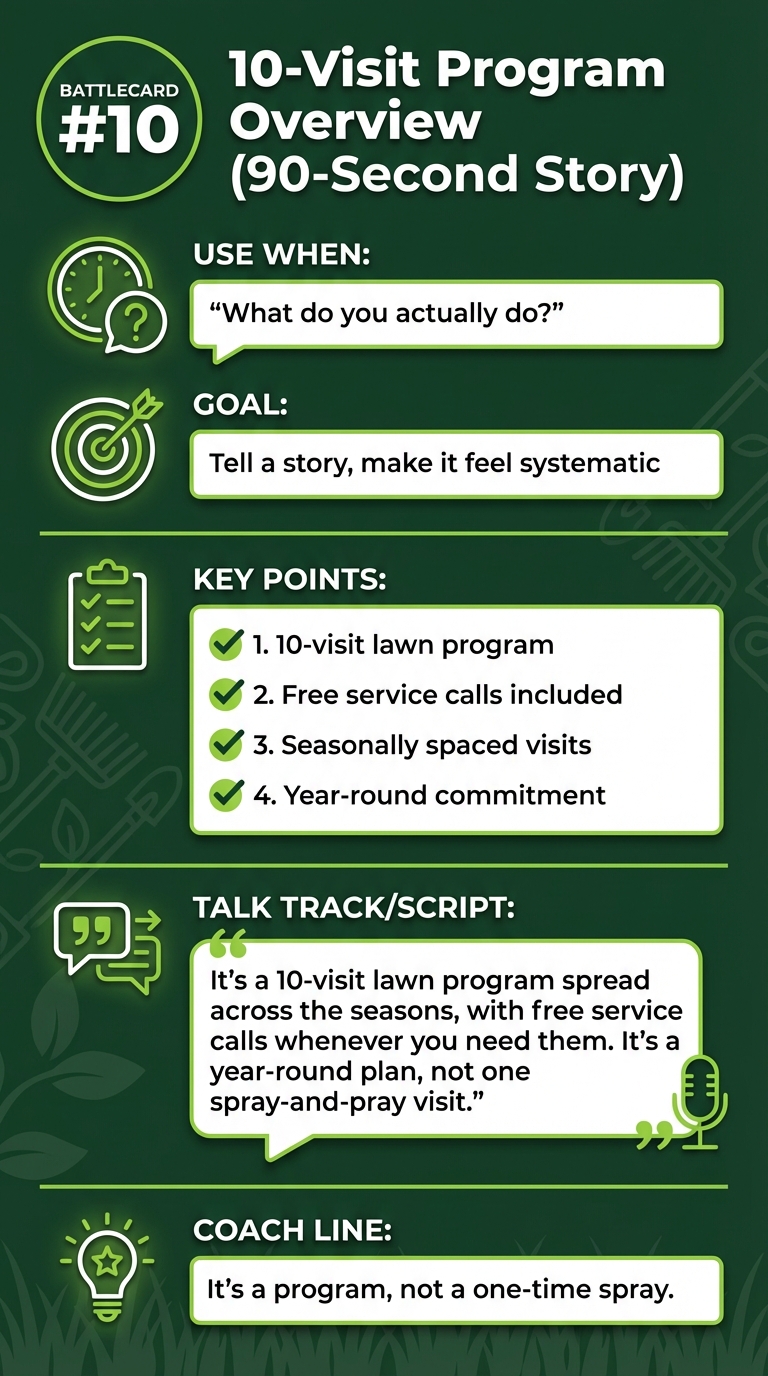 BATTLECARD
#10
10-Visit Program
Overview
(90-Second Story)
USE WHEN:
“What do you actually do?”
GOAL:
Tell a story, make it feel systematic
KEY POINTS:
1. 10-visit lawn program
2. Free service calls included
3. Seasonally spaced visits
4. Year-round commitment
TALK TRACK/SCRIPT:
“
It’s a 10-visit lawn program spread
across the seasons, with free service
calls whenever you need them. It’s a
year-round plan, not one
spray-and-pray visit.”
”
COACH LINE:
It’s a program, not a one-time spray.